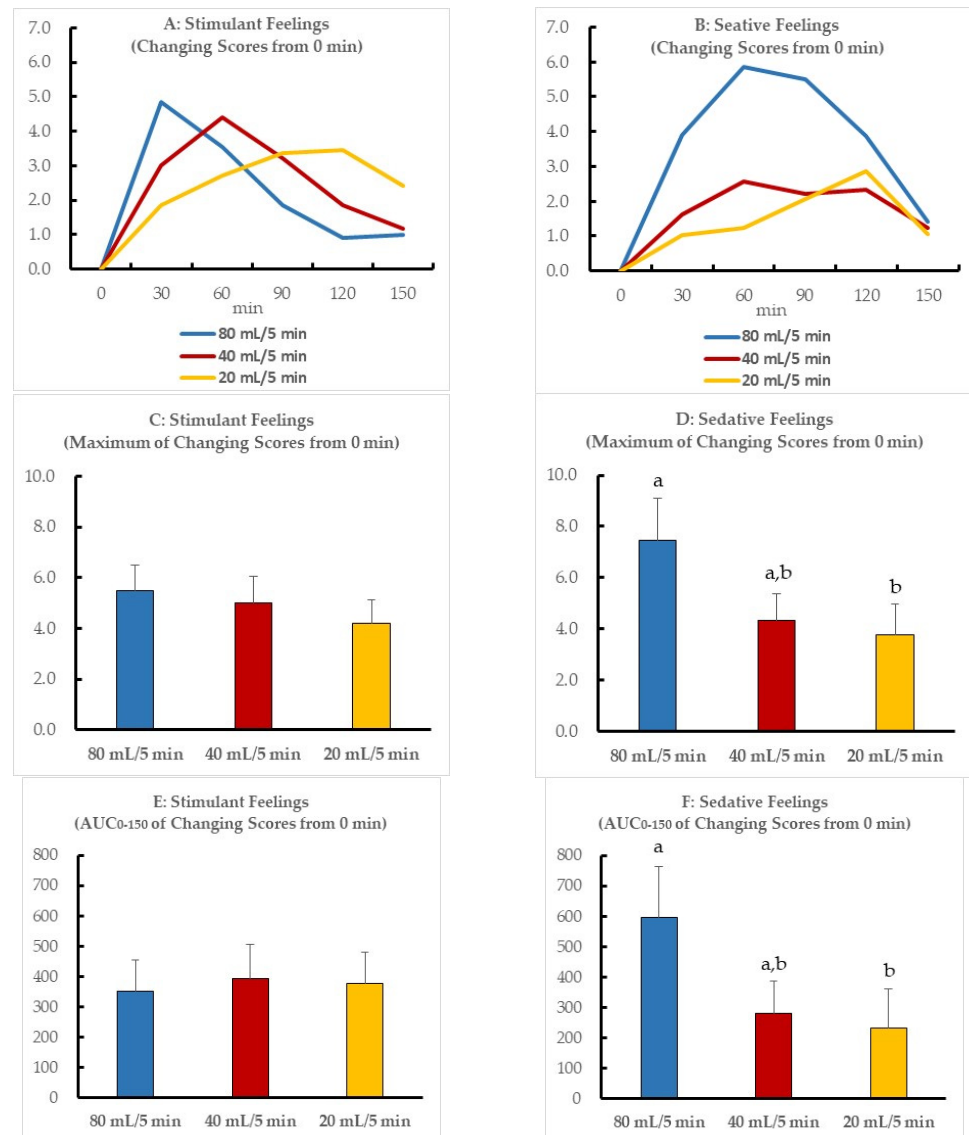 A: Stimulant Feelings
(Changing Scores from 0 min)
7.0
6.0
5.0
4.0
3.0
2.0
1.0
0.0
0 30 60 90 120 150
min
80 mL/5 min
40 mL/5 min
20 mL/5 min
B: Seative Feelings
(Changing Scores from 0 min)
7.0
6.0
5.0
4.0
3.0
2.0
1.0
0.0
0 30 60 90 120 150
min
80 mL/5 min
40 mL/5 min
20 mL/5 min
C: Stimulant Feelings
(Maximum of Changing Scores from 0 min)
10.0
8.0
6.0
4.0
2.0
0.0
80 mL/5 min 40 mL/5 min 20 mL/5 min
D: Sedative Feelings
(Maximum of Changing Scores from 0 min)
10.0
8.0
6.0
4.0
2.0
0.0
a
a,b
b
80 mL/5 min 40 mL/5 min 20 mL/5 min
E: Stimulant Feelings
(AUC0-150 of Changing Scores from 0 min)
800
700
600
500
400
300
200
100
0
80 mL/5 min 40 mL/5 min 20 mL/5 min
F: Sedative Feelings
(AUC0-150 of Changing Scores from 0 min)
800
700
600
500
400
300
200
100
0
a
a,b
b
80 mL/5 min 40 mL/5 min 20 mL/5 min